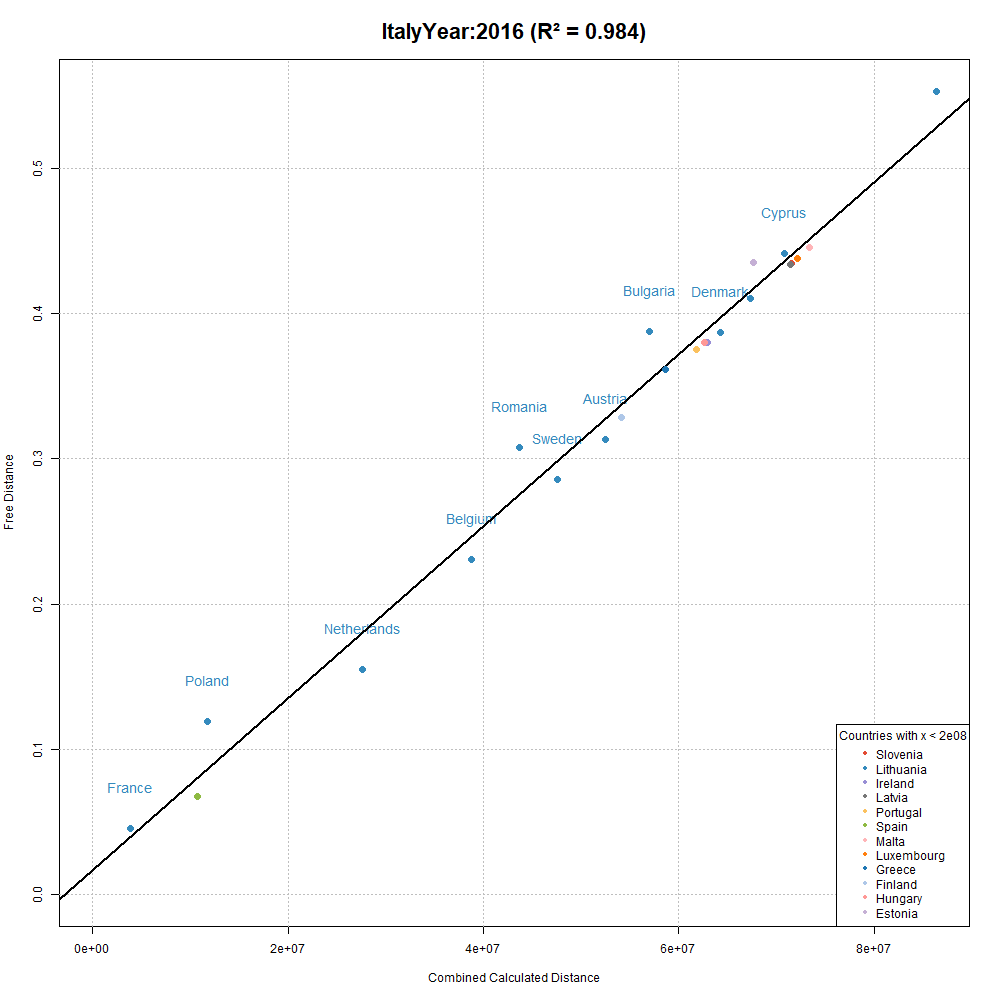 ItalyYear:2016 (R² = 0.984)
Cyprus
Bulgaria
Denmark
Austria
Romania
Sweden
Belgium
Netherlands
Poland
France
Free Distance
0.5
0.4
0.3
0.2
0.1
0.0
Countries with x < 2e08
Slovenia
Lithuania
Ireland
Latvia
Portugal
Spain
Malta
Luxembourg
Greece
Finland
Hungary
Estonia
0e+00 2e+07 4e+07 6e+07 8e+07
Combined Calculated Distance